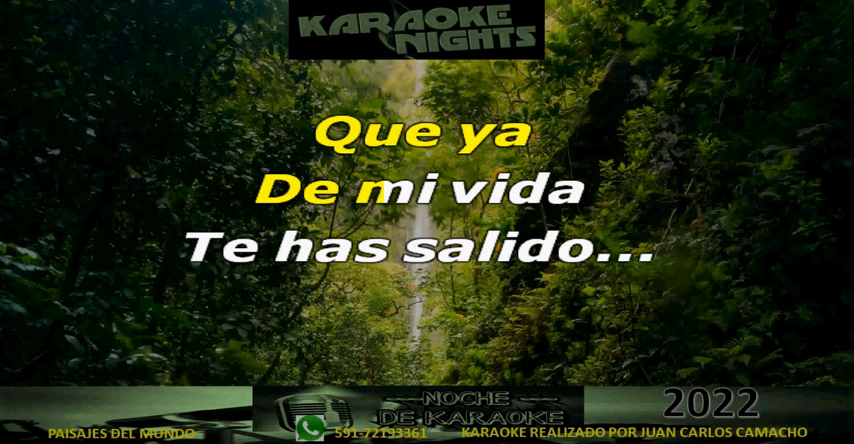 KARAOKE
NIGHTS
Que ya
De mi vida
Te has salido...
NOCHE
DE KARAOKE
2022
PAISAJES DEL MUNDO
591-72193361
KARAOKE REALIZADO POR JUAN CARLOS CAMACHO